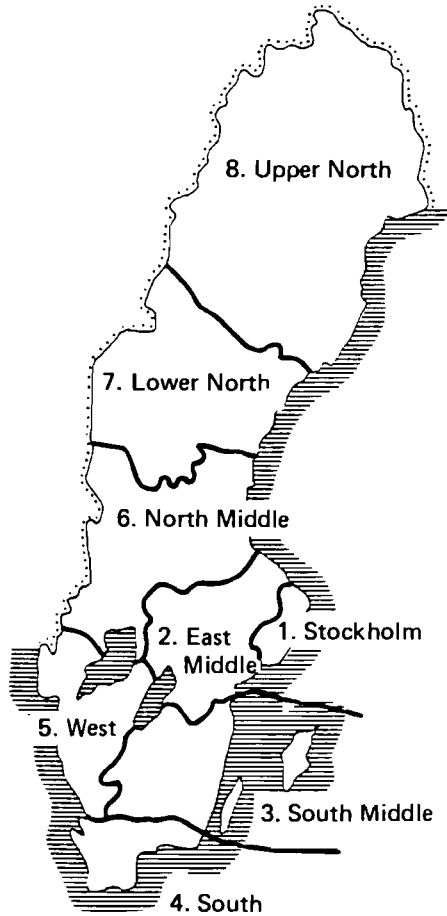 8. Upper North
7. Lower North
6. North Middle
2. East
Middle
1. Stockholm
5. West
3. South Middle
4. South